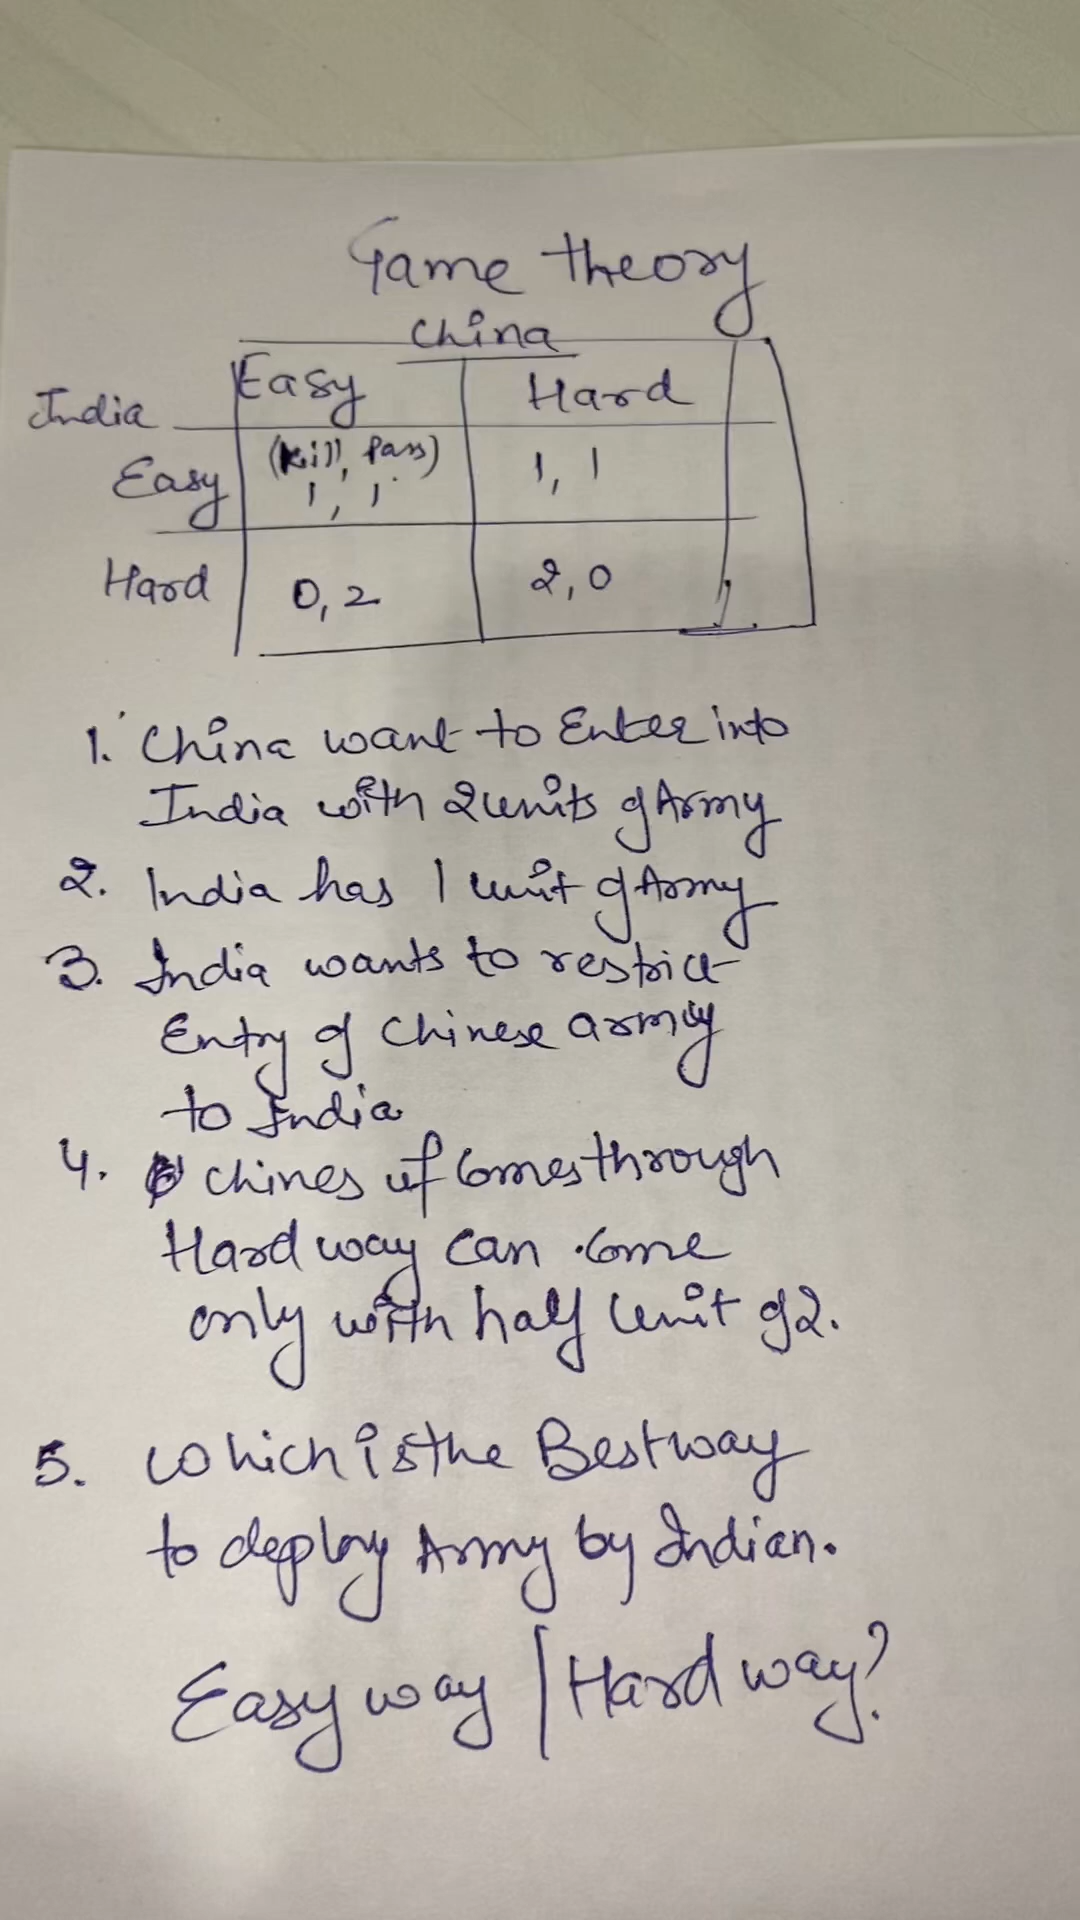 Game theory
China
India Easy Hard
Easy (Kill, Pass) 1, 1 1, 1
Hard 0, 2 2, 0
1. China want to Enter into
India with 2 units of Army
2. India has 1 unit of Army
3. India wants to restrict
Entry of Chinese army
to India
4. Chines if Comes through
Hard way can come
only with half unit of 2.
5. Which is the Best way
to deploy Army by Indian.
Easy way / Hard way?